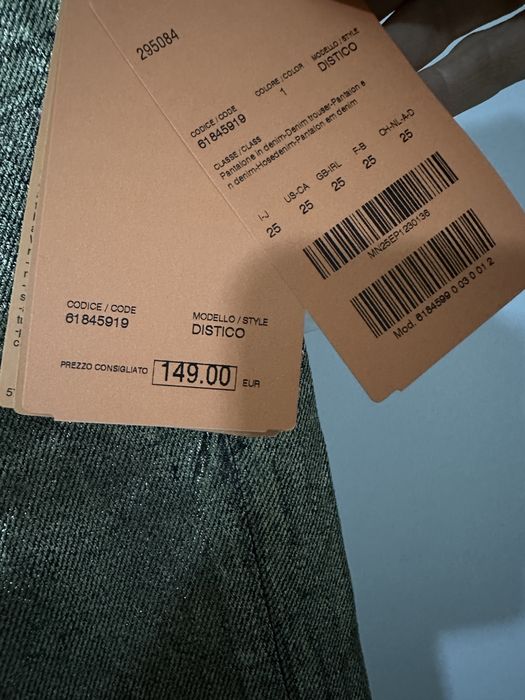 295084
CODICE / CODE
61845919
COLORE / COLOR
1
MODELLO / STYLE
DISTICO
CLASSE / CLASS
Pantalone in denim-Denim trouser-Pantalon e
n denim-Hosedenim-Pantalon em denim
I-J US-CA GB-IRL F-B CH-NL-A-D
25 25 25 25 25
MN25EP1230136
Mod. 6184599 0 03 0 01 2
CODICE / CODE
61845919
MODELLO / STYLE
DISTICO
PREZZO CONSIGLIATO 149.00 EUR